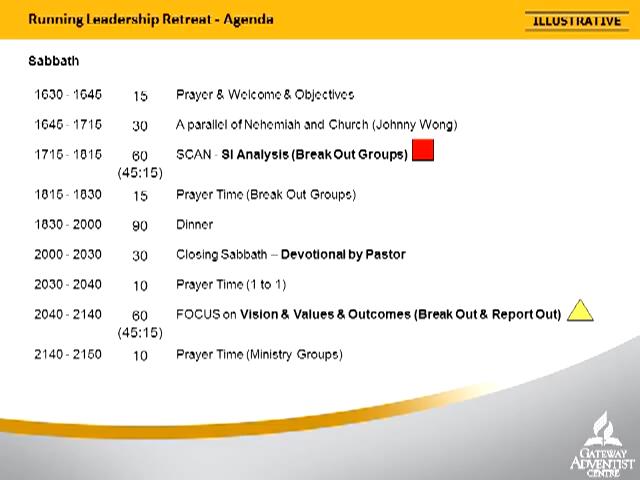 Running Leadership Retreat - Agenda
ILLUSTRATIVE
Sabbath
1630 - 1645 15 Prayer & Welcome & Objectives
1645 - 1715 30 A parallel of Nehemiah and Church (Johnny Wong)
1715 - 1815 60 SCAN - SI Analysis (Break Out Groups)
(45:15)
1815 - 1830 15 Prayer Time (Break Out Groups)
1830 - 2000 90 Dinner
2000 - 2030 30 Closing Sabbath – Devotional by Pastor
2030 - 2040 10 Prayer Time (1 to 1)
2040 - 2140 60 FOCUS on Vision & Values & Outcomes (Break Out & Report Out)
(45:15)
2140 - 2150 10 Prayer Time (Ministry Groups)
GATEWAY
ADVENTIST
CENTRE